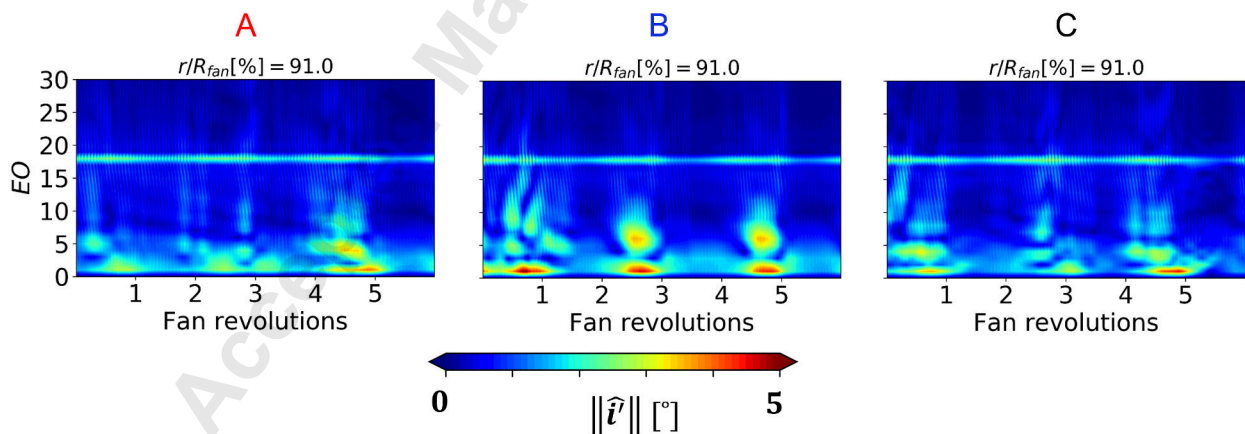 A B C
r/R_fan[%] = 91.0 r/R_fan[%] = 91.0 r/R_fan[%] = 91.0
30
25
20
15
10
5
0
EO
1 2 3 4 5 1 2 3 4 5 1 2 3 4 5
Fan revolutions Fan revolutions Fan revolutions
0 5
‖î′‖ [°]
Acce Ma